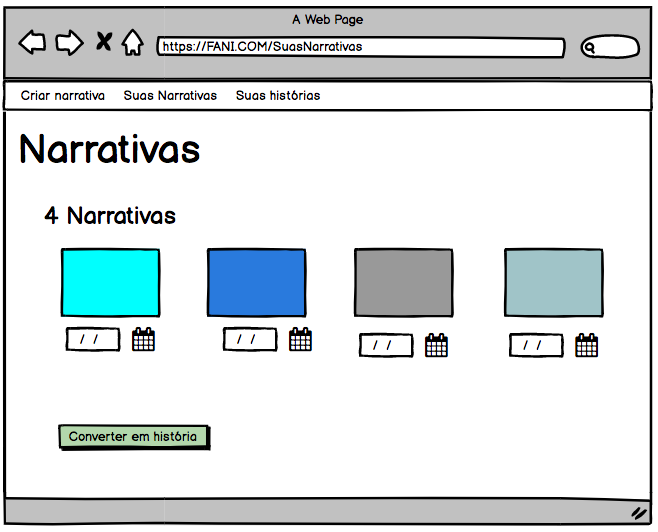 A Web Page
https://FANI.COM/SuasNarrativas
Criar narrativa Suas Narrativas Suas histórias
Narrativas
4 Narrativas
/ / / / / / / /
Converter em história